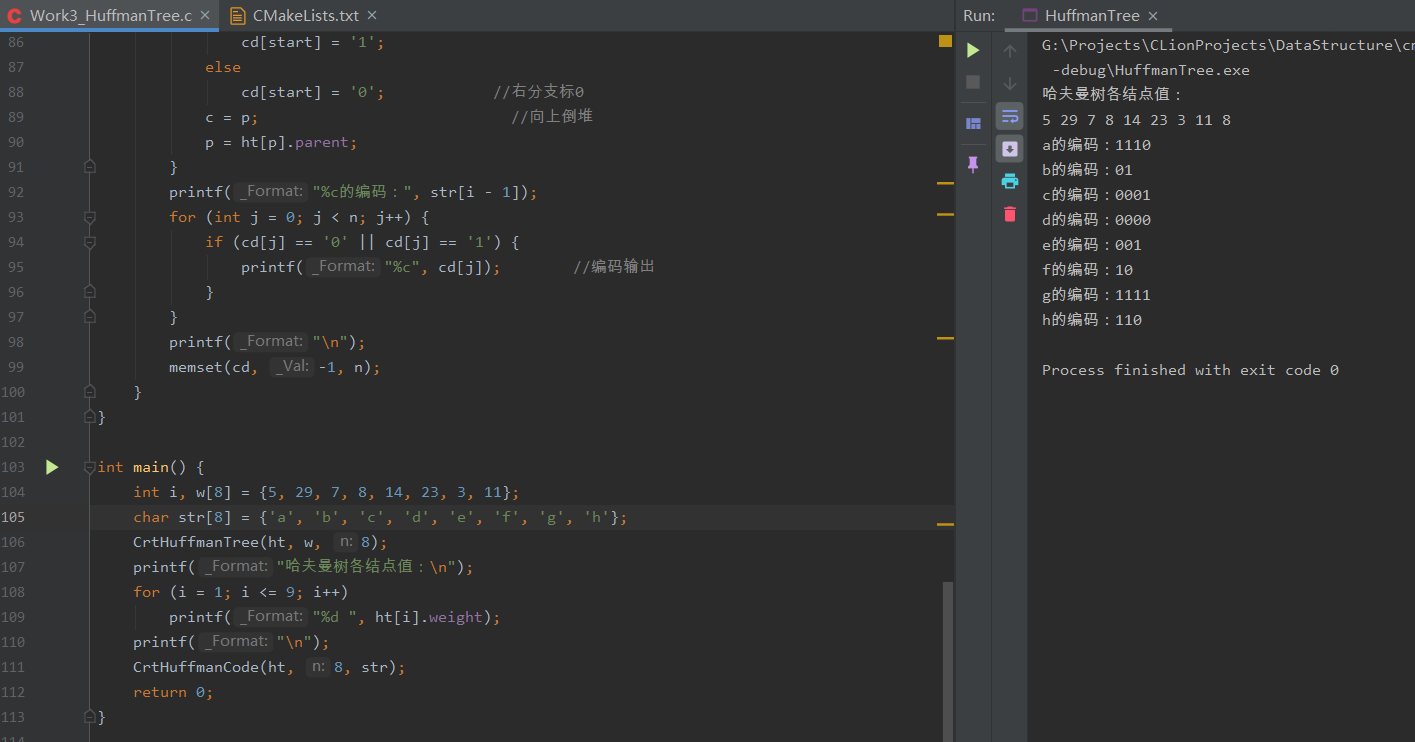 Work3_HuffmanTree.c
CMakeLists.txt
Run:
HuffmanTree
86 cd[start] = '1';
87 else
88 cd[start] = '0'; //右分支标0
89 c = p; //向上倒堆
90 p = ht[p].parent;
91 }
92 printf( _Format: "%c的编码：", str[i - 1]);
93 for (int j = 0; j < n; j++) {
94 if (cd[j] == '0' || cd[j] == '1') {
95 printf( _Format: "%c", cd[j]); //编码输出
96 }
97 }
98 printf( _Format: "\n");
99 memset(cd, _Val: -1, n);
100 }
101 }
102
103 int main() {
104 int i, w[8] = {5, 29, 7, 8, 14, 23, 3, 11};
105 char str[8] = {'a', 'b', 'c', 'd', 'e', 'f', 'g', 'h'};
106 CrtHuffmanTree(ht, w, n: 8);
107 printf( _Format: "哈夫曼树各结点值：\n");
108 for (i = 1; i <= 9; i++)
109 printf( _Format: "%d ", ht[i].weight);
110 printf( _Format: "\n");
111 CrtHuffmanCode(ht, n: 8, str);
112 return 0;
113 }
114
G:\Projects\CLionProjects\DataStructure\cm
-debug\HuffmanTree.exe
哈夫曼树各结点值：
5 29 7 8 14 23 3 11 8
a的编码：1110
b的编码：01
c的编码：0001
d的编码：0000
e的编码：001
f的编码：10
g的编码：1111
h的编码：110
Process finished with exit code 0